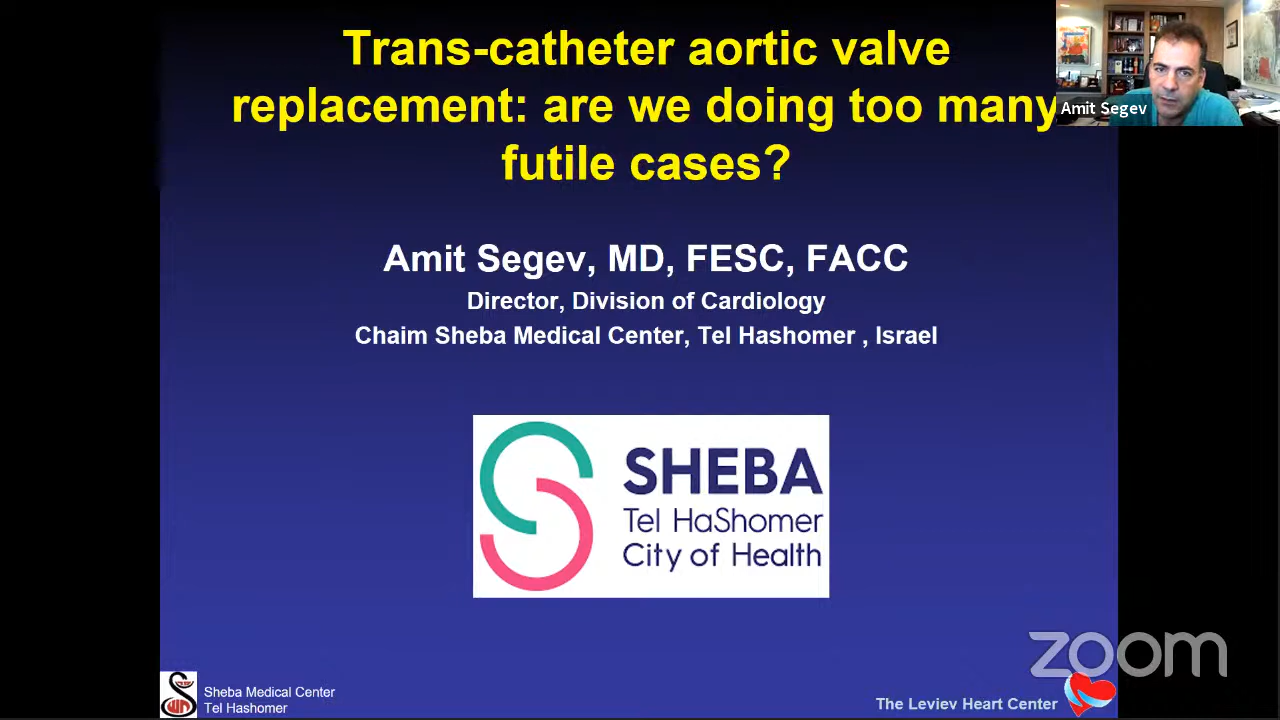 Trans-catheter aortic valve
replacement: are we doing too many
futile cases?
Amit Segev
Amit Segev, MD, FESC, FACC
Director, Division of Cardiology
Chaim Sheba Medical Center, Tel Hashomer , Israel
SHEBA
Tel HaShomer
City of Health
zoom
Sheba Medical Center
Tel Hashomer
The Leviev Heart Center